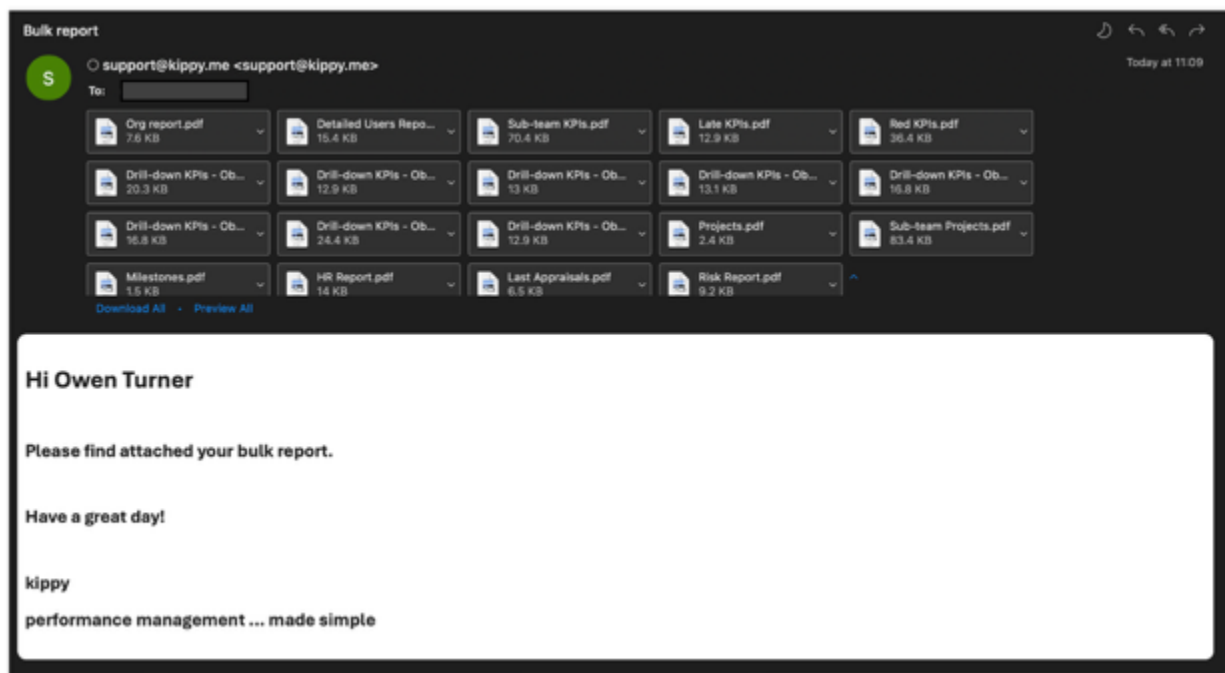 Bulk report
support@kippy.me <support@kippy.me>
Today at 11:09
S
To:
Org report.pdf
7.6 KB
Detailed Users Repo...
15.4 KB
Sub-team KPIs.pdf
70.4 KB
Late KPIs.pdf
12.9 KB
Red KPIs.pdf
36.4 KB
Drill-down KPIs - Ob...
20.3 KB
Drill-down KPIs - Ob...
12.9 KB
Drill-down KPIs - Ob...
13 KB
Drill-down KPIs - Ob...
13.1 KB
Drill-down KPIs - Ob...
16.8 KB
Drill-down KPIs - Ob...
16.8 KB
Drill-down KPIs - Ob...
24.4 KB
Drill-down KPIs - Ob...
12.9 KB
Projects.pdf
2.4 KB
Sub-team Projects.pdf
83.4 KB
Milestones.pdf
1.5 KB
HR Report.pdf
14 KB
Last Appraisals.pdf
6.5 KB
Risk Report.pdf
9.2 KB
Download All • Preview All
Hi Owen Turner
Please find attached your bulk report.
Have a great day!
kippy
performance management ... made simple